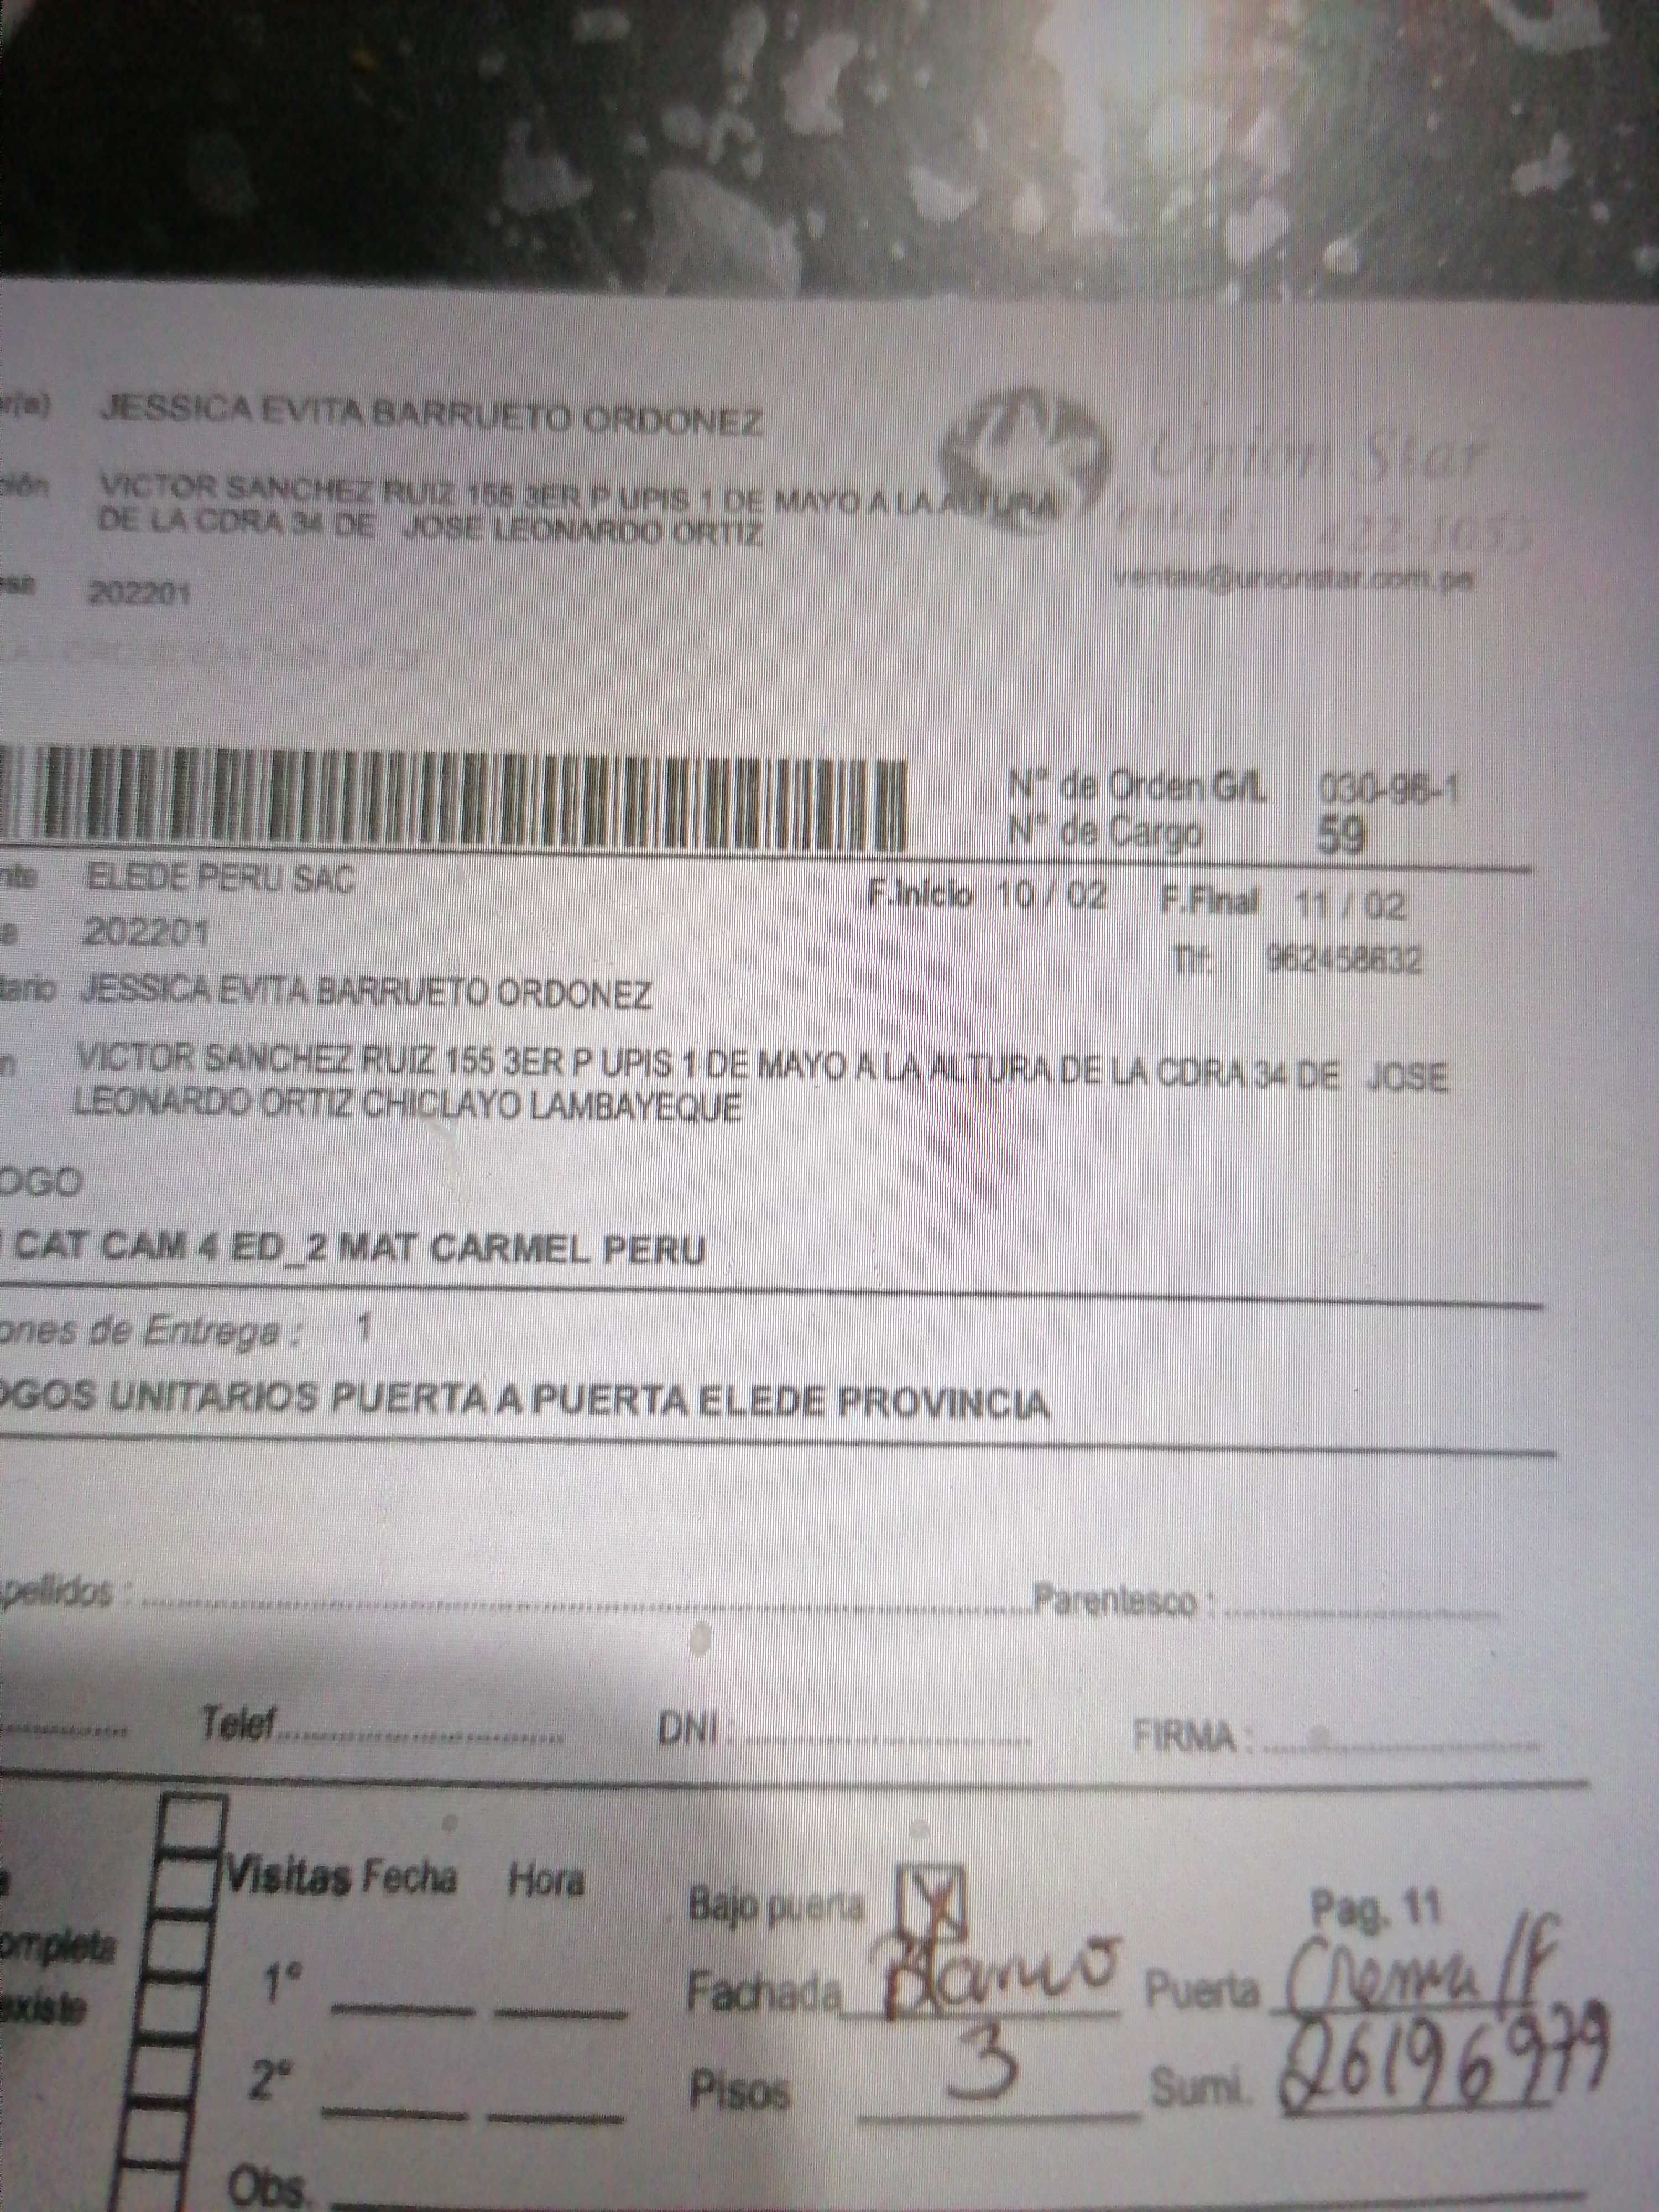 r(a) JESSICA EVITA BARRUETO ORDONEZ
Unión Star
ión VICTOR SANCHEZ RUIZ 155 3ER P UPIS 1 DE MAYO A LA ALTURA
DE LA CDRA 34 DE JOSE LEONARDO ORTIZ
422-1055
ventas@unionstar.com.pe
202201
N° de Orden G/L 030-96-1
N° de Cargo 59
nte ELEDE PERU SAC
F.Inicio 10 / 02 F.Final 11 / 02
a 202201
Tlf: 962458632
tario JESSICA EVITA BARRUETO ORDONEZ
n VICTOR SANCHEZ RUIZ 155 3ER P UPIS 1 DE MAYO A LA ALTURA DE LA CDRA 34 DE JOSE
LEONARDO ORTIZ CHICLAYO LAMBAYEQUE
OGO
CAT CAM 4 ED_2 MAT CARMEL PERU
ones de Entrega : 1
OGOS UNITARIOS PUERTA A PUERTA ELEDE PROVINCIA
pellidos : Parentesco :
Telef. DNI : FIRMA :
Visitas Fecha Hora
Bajo puerta X Pag. 11
ompleta
1° Fachada Blanco Puerta Crema / F
existe
2° Pisos 3 Sumi. 26196979
Obs.